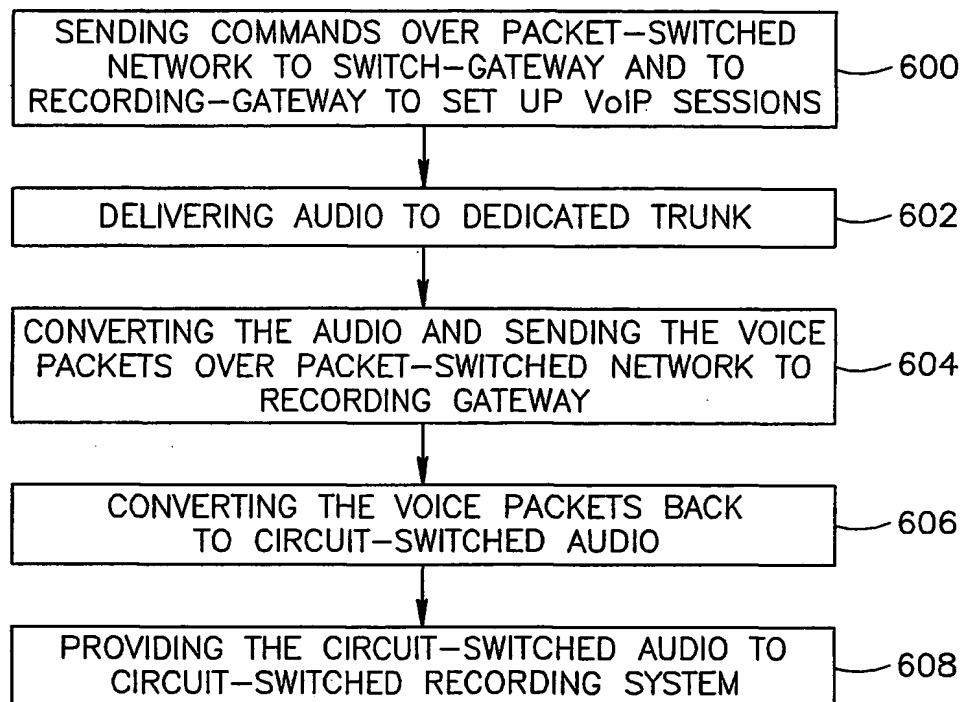 SENDING COMMANDS OVER PACKET-SWITCHED
NETWORK TO SWITCH-GATEWAY AND TO
RECORDING-GATEWAY TO SET UP VoIP SESSIONS
600
DELIVERING AUDIO TO DEDICATED TRUNK
602
CONVERTING THE AUDIO AND SENDING THE VOICE
PACKETS OVER PACKET-SWITCHED NETWORK TO
RECORDING GATEWAY
604
CONVERTING THE VOICE PACKETS BACK
TO CIRCUIT-SWITCHED AUDIO
606
PROVIDING THE CIRCUIT-SWITCHED AUDIO TO
CIRCUIT-SWITCHED RECORDING SYSTEM
608